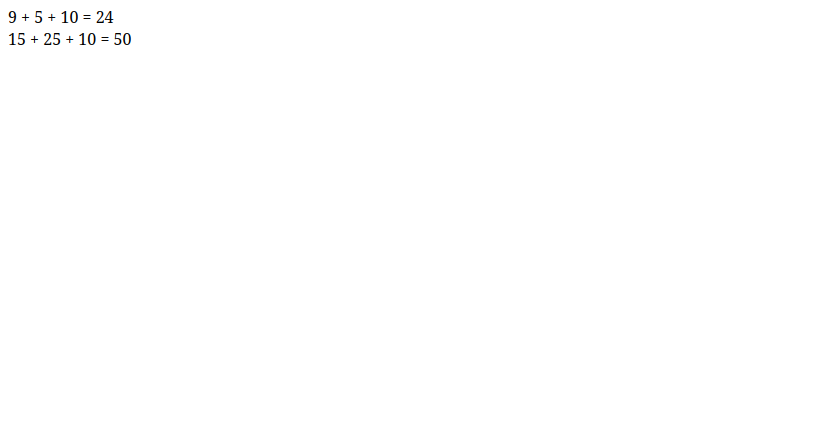 9 + 5 + 10 = 24
15 + 25 + 10 = 50